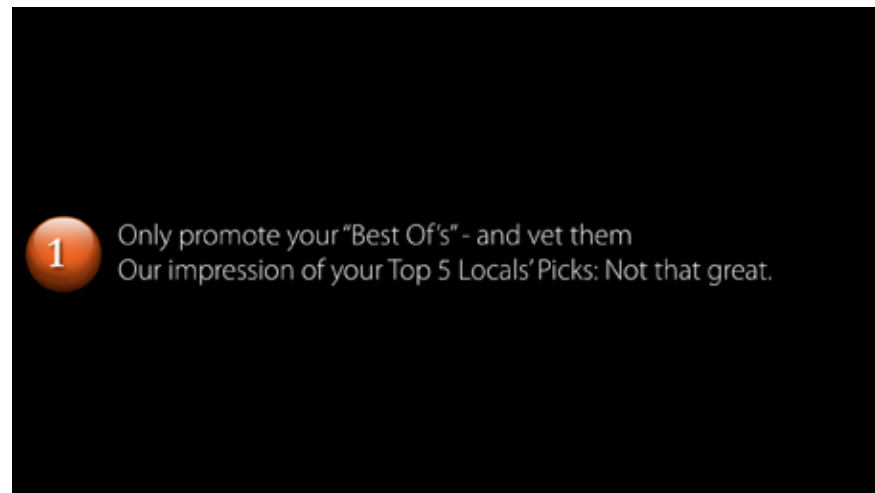 1
Only promote your “Best Of's” - and vet them
Our impression of your Top 5 Locals' Picks: Not that great.